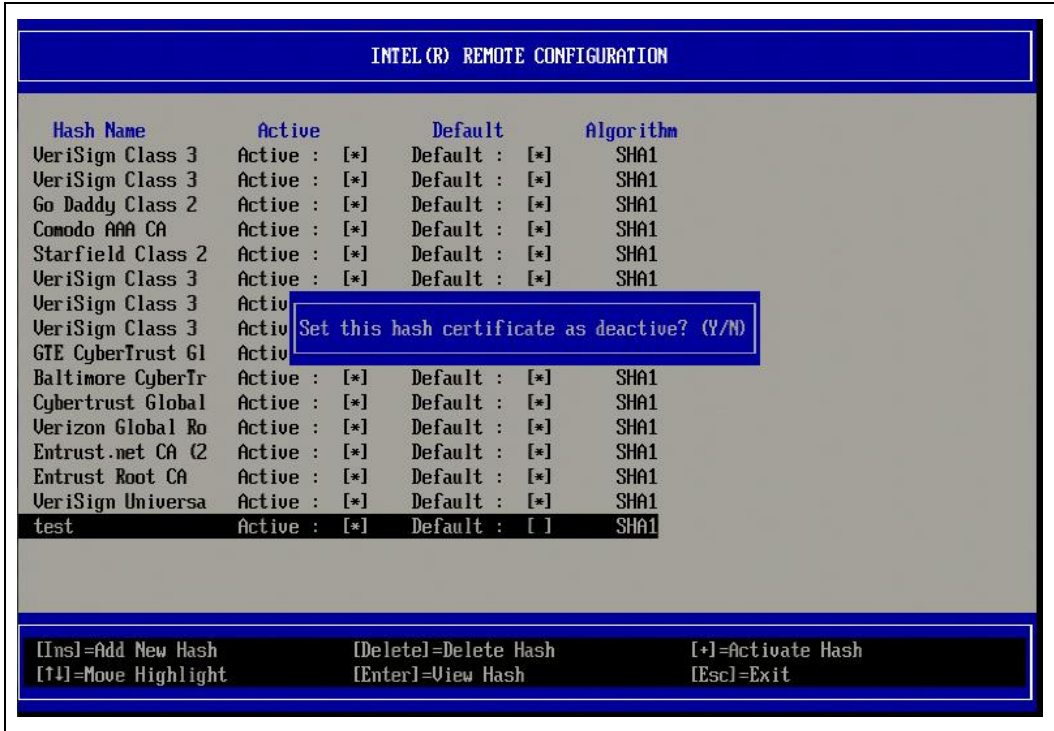 INTEL(R) REMOTE CONFIGURATION
Hash Name Active Default Algorithm
VeriSign Class 3 Active : [*] Default : [*] SHA1
VeriSign Class 3 Active : [*] Default : [*] SHA1
Go Daddy Class 2 Active : [*] Default : [*] SHA1
Comodo AAA CA Active : [*] Default : [*] SHA1
Starfield Class 2 Active : [*] Default : [*] SHA1
VeriSign Class 3 Active : [*] Default : [*] SHA1
VeriSign Class 3 Activ
VeriSign Class 3 Activ
Set this hash certificate as deactive? (Y/N)
GTE CyberTrust Gl Activ
Baltimore CyberTr Active : [*] Default : [*] SHA1
Cybertrust Global Active : [*] Default : [*] SHA1
Verizon Global Ro Active : [*] Default : [*] SHA1
Entrust.net CA (2 Active : [*] Default : [*] SHA1
Entrust Root CA Active : [*] Default : [*] SHA1
VeriSign Universa Active : [*] Default : [*] SHA1
test Active : [*] Default : [ ] SHA1
[Ins]=Add New Hash [Delete]=Delete Hash [+]=Activate Hash
[↑↓]=Move Highlight [Enter]=View Hash [Esc]=Exit